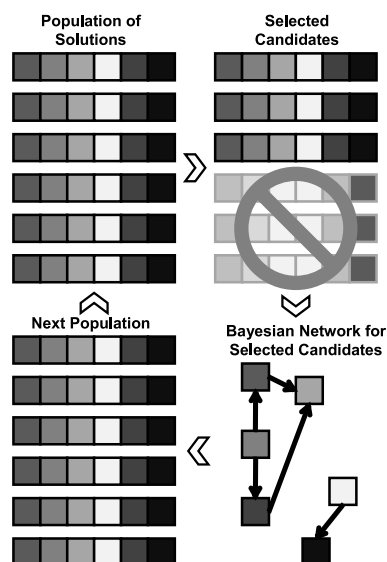 Population of
Solutions
Selected
Candidates
Next Population
Bayesian Network for
Selected Candidates